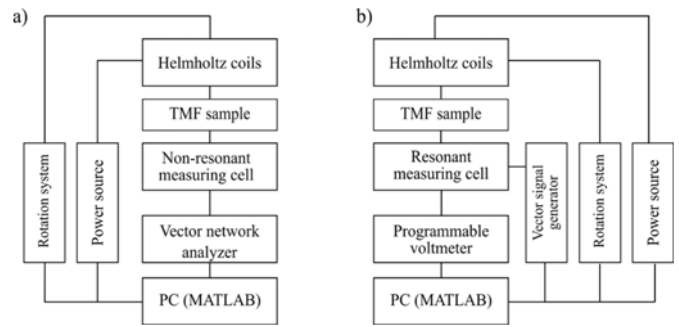 a)
Helmholtz coils
TMF sample
Non-resonant
measuring cell
Vector network
analyzer
PC (MATLAB)
Rotation system
Power source
b)
Helmholtz coils
TMF sample
Resonant
measuring cell
Programmable
voltmeter
PC (MATLAB)
Vector signal
generator
Rotation system
Power source